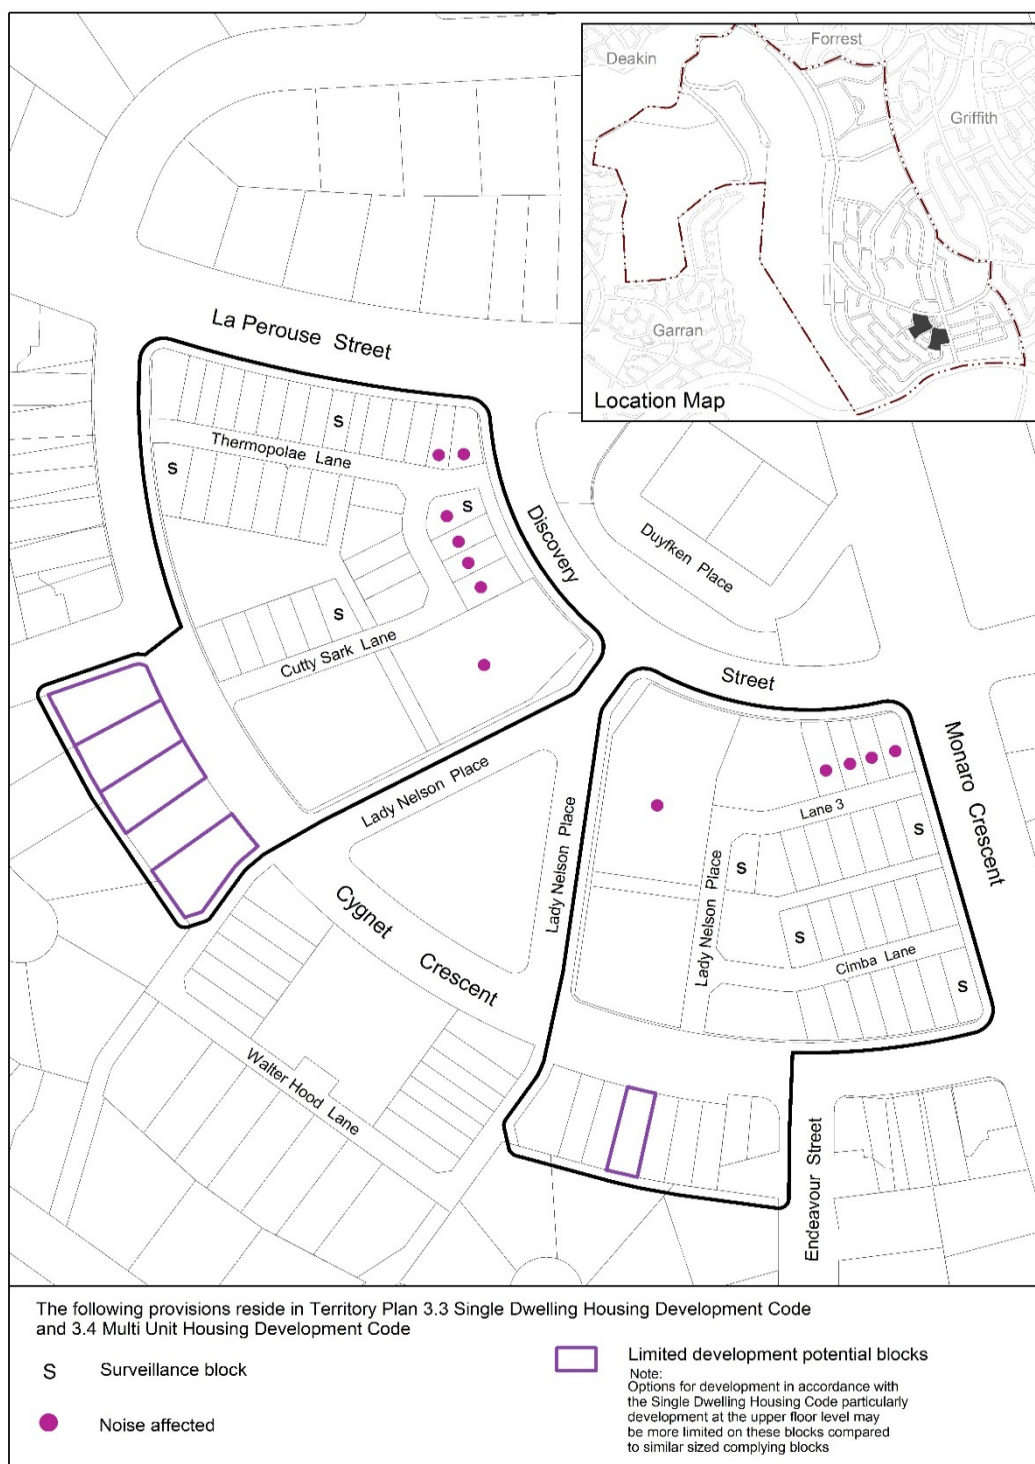 Deakin
Forrest
Griffith
Garran
Location Map
La Perouse Street
S
Thermopolae Lane
S
S
Discovery
Duyfken Place
S
Cutty Sark Lane
Street
Lady Nelson Place
Monaro Crescent
Lane 3
S
S
Lady Nelson Place
Lady Nelson Place
Cygnet Crescent
S
Cimba Lane
S
Walter Hood Lane
Endeavour Street
The following provisions reside in Territory Plan 3.3 Single Dwelling Housing Development Code
and 3.4 Multi Unit Housing Development Code
S Surveillance block
Noise affected
Limited development potential blocks
Note:
Options for development in accordance with
the Single Dwelling Housing Code particularly
development at the upper floor level may
be more limited on these blocks compared
to similar sized complying blocks